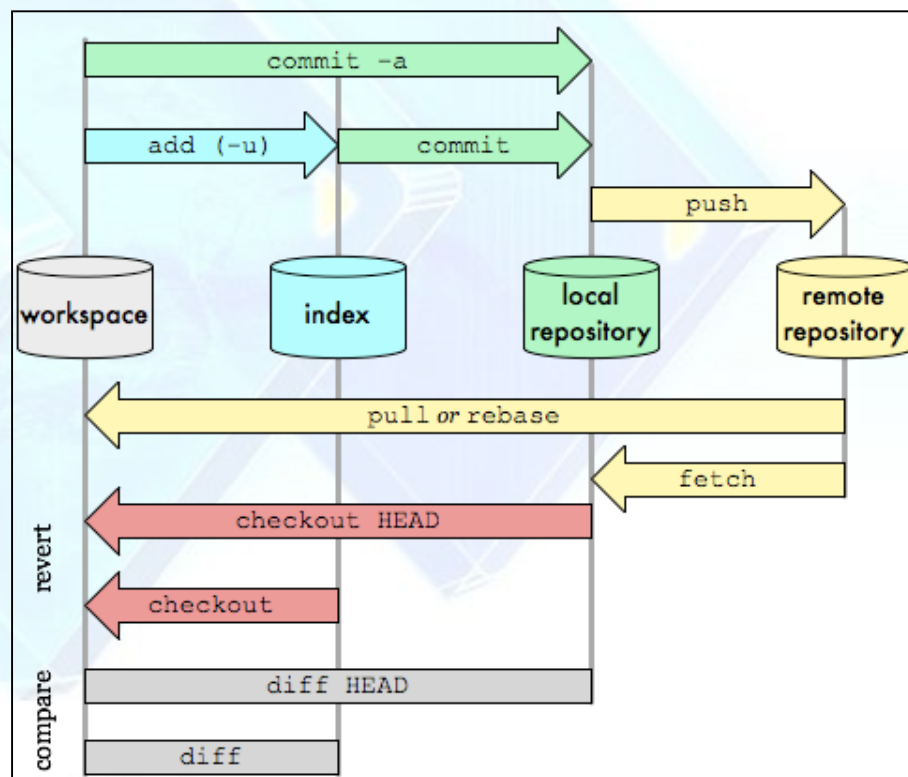 commit -a
add (-u)
commit
push
workspace
index
local
repository
remote
repository
pull or rebase
fetch
revert
checkout HEAD
checkout
compare
diff HEAD
diff